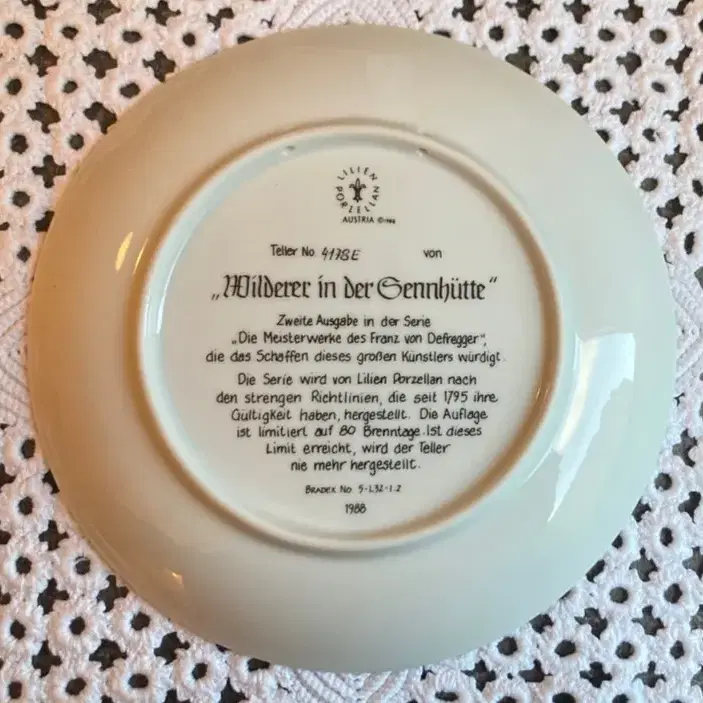 LILIEN PORZELLAN
AUSTRIA © 1988
Teller No. 4178E von
„Wilderer in der Sennhütte“
Zweite Ausgabe in der Serie
„Die Meisterwerke des Franz von Defregger“,
die das Schaffen dieses großen Künstlers würdigt.
Die Serie wird von Lilien Porzellan nach
den strengen Richtlinien, die seit 1795 ihre
Gültigkeit haben, hergestellt. Die Auflage
ist limitiert auf 80 Brenntage. Ist dieses
Limit erreicht, wird der Teller
nie mehr hergestellt.
BRADEX No. 5-L32-1.2
1988